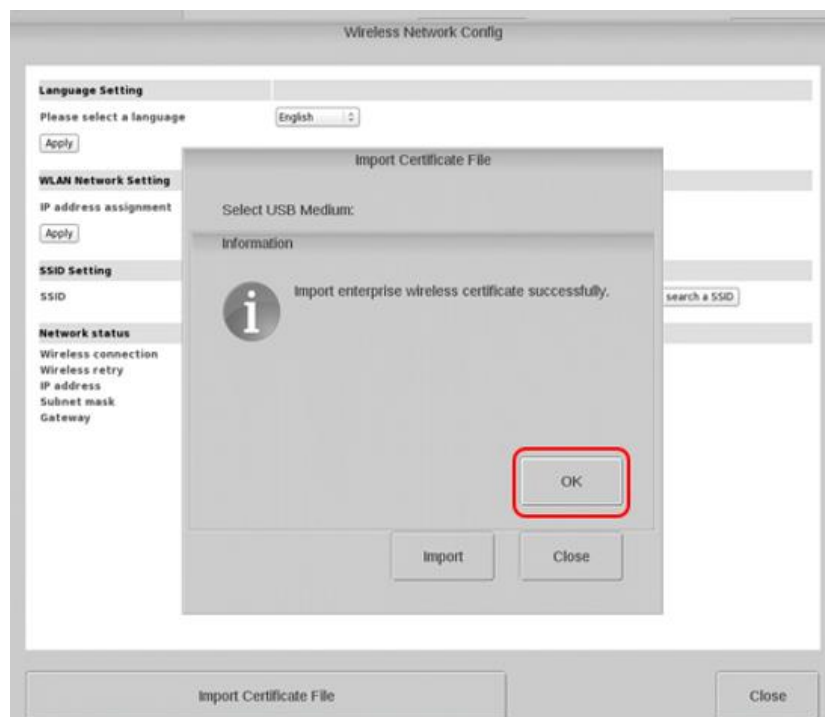 Wireless Network Config
Language Setting
Please select a language English
Apply
Import Certificate File
WLAN Network Setting
IP address assignment
Select USB Medium:
Apply
Information
SSID Setting
Import enterprise wireless certificate successfully.
SSID
search a SSID
Network status
Wireless connection
Wireless retry
IP address
Subnet mask
Gateway
OK
Import Close
Import Certificate File Close